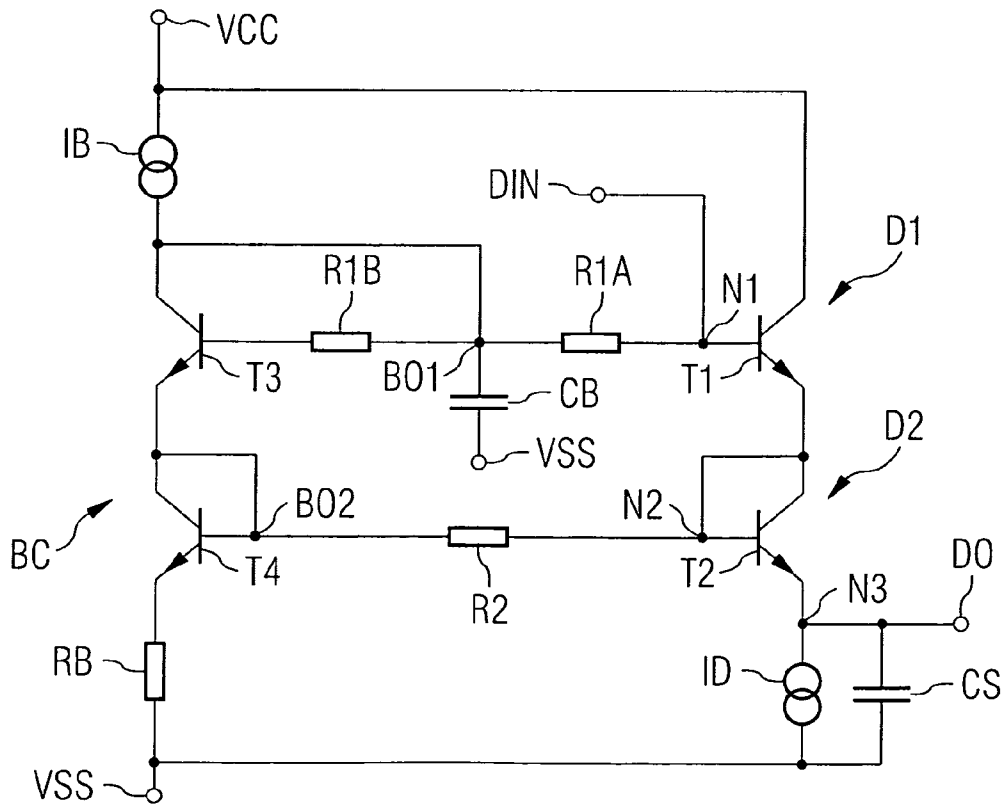 VCC
IB
DIN
D1
R1B
R1A
N1
BO1
T3
CB
T1
VSS
D2
BO2
N2
BC
T4
R2
T2
N3
DO
RB
ID
CS
VSS